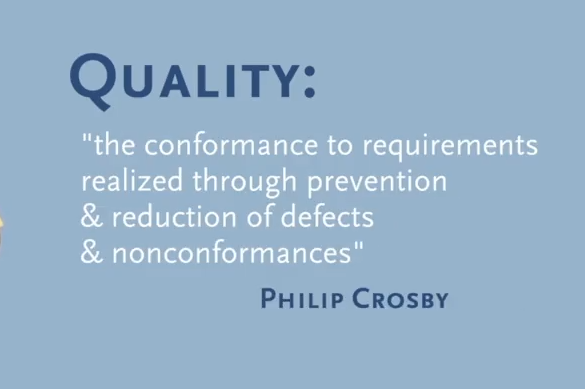 QUALITY:
"the conformance to requirements
realized through prevention
& reduction of defects
& nonconformances"
PHILIP CROSBY